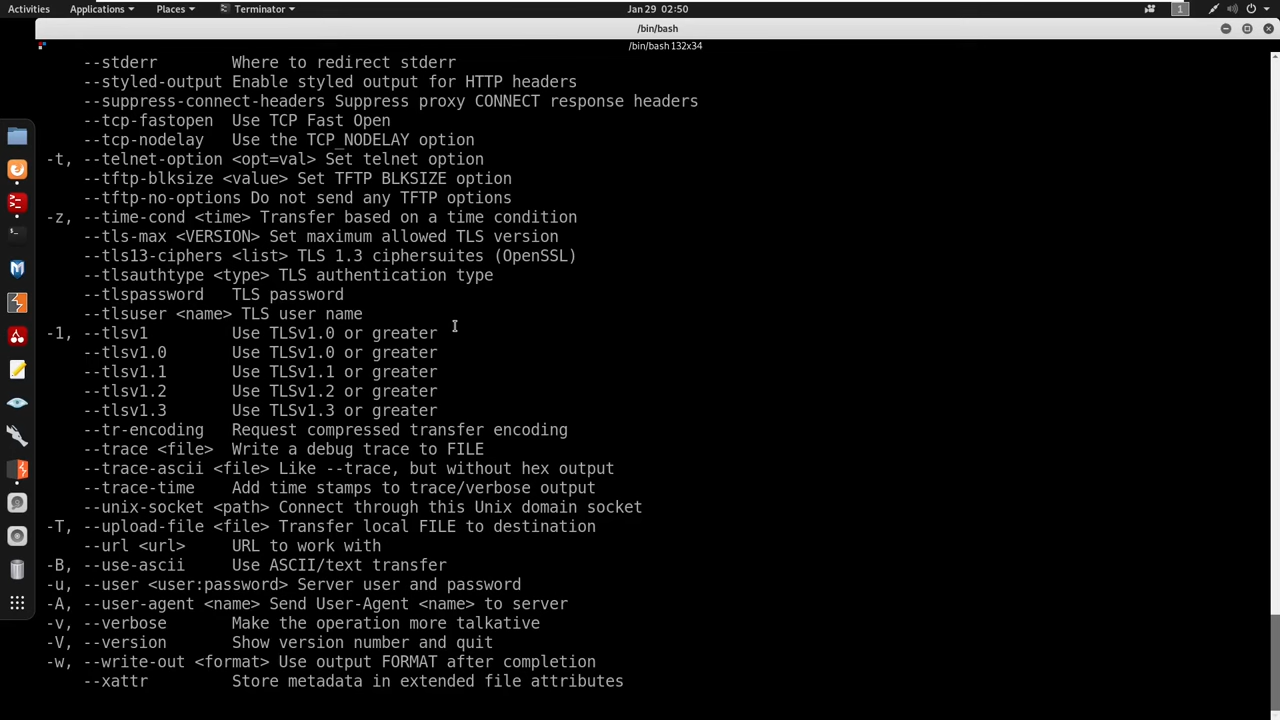 Activities Applications Places Terminator Jan 29 02:50 1
/bin/bash
/bin/bash 132x34
--stderr Where to redirect stderr
--styled-output Enable styled output for HTTP headers
--suppress-connect-headers Suppress proxy CONNECT response headers
--tcp-fastopen Use TCP Fast Open
--tcp-nodelay Use the TCP_NODELAY option
-t, --telnet-option <opt=val> Set telnet option
--tftp-blksize <value> Set TFTP BLKSIZE option
--tftp-no-options Do not send any TFTP options
-z, --time-cond <time> Transfer based on a time condition
--tls-max <VERSION> Set maximum allowed TLS version
--tls13-ciphers <list> TLS 1.3 ciphersuites (OpenSSL)
--tlsauthtype <type> TLS authentication type
--tlspassword TLS password
--tlsuser <name> TLS user name
-1, --tlsv1 Use TLSv1.0 or greater
--tlsv1.0 Use TLSv1.0 or greater
--tlsv1.1 Use TLSv1.1 or greater
--tlsv1.2 Use TLSv1.2 or greater
--tlsv1.3 Use TLSv1.3 or greater
--tr-encoding Request compressed transfer encoding
--trace <file> Write a debug trace to FILE
--trace-ascii <file> Like --trace, but without hex output
--trace-time Add time stamps to trace/verbose output
--unix-socket <path> Connect through this Unix domain socket
-T, --upload-file <file> Transfer local FILE to destination
--url <url> URL to work with
-B, --use-ascii Use ASCII/text transfer
-u, --user <user:password> Server user and password
-A, --user-agent <name> Send User-Agent <name> to server
-v, --verbose Make the operation more talkative
-V, --version Show version number and quit
-w, --write-out <format> Use output FORMAT after completion
--xattr Store metadata in extended file attributes